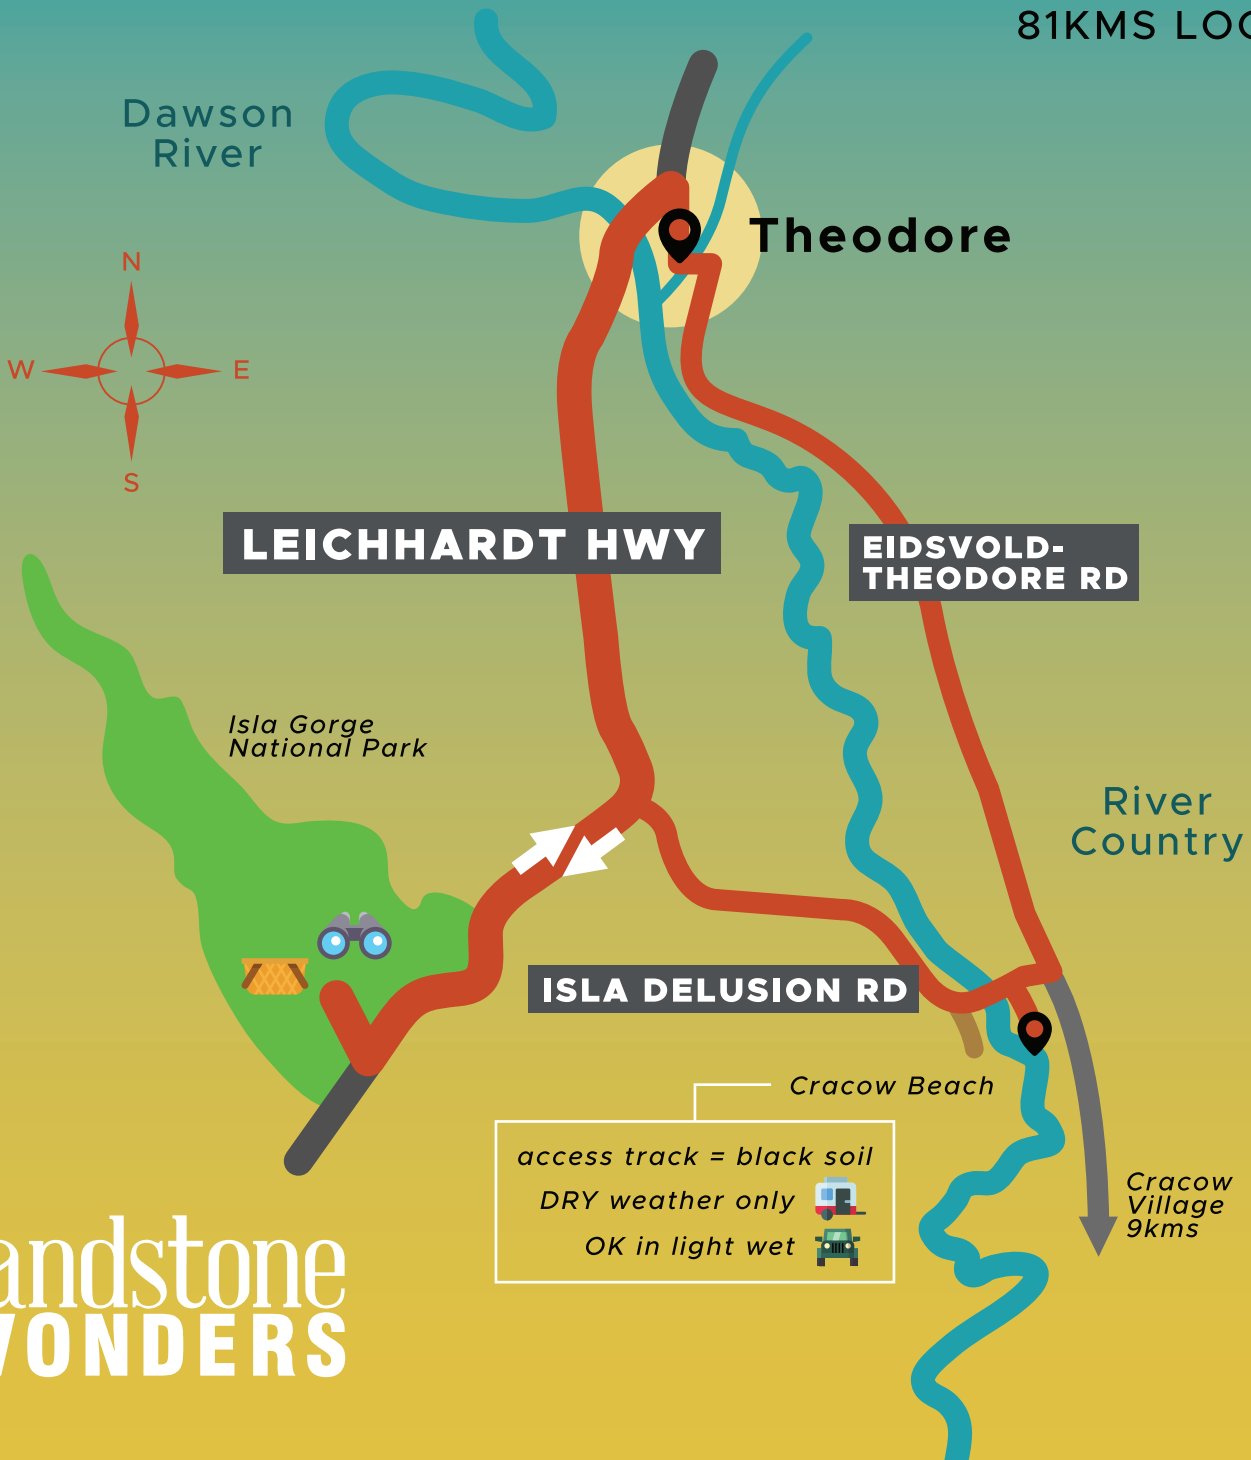 81KMS LOO
Dawson
River
N
W
E
S
Theodore
LEICHHARDT HWY
EIDSVOLD-
THEODORE RD
Isla Gorge
National Park
River
Country
ISLA DELUSION RD
Cracow Beach
access track = black soil
DRY weather only
OK in light wet
Cracow
Village
9kms
andstone
WONDERS